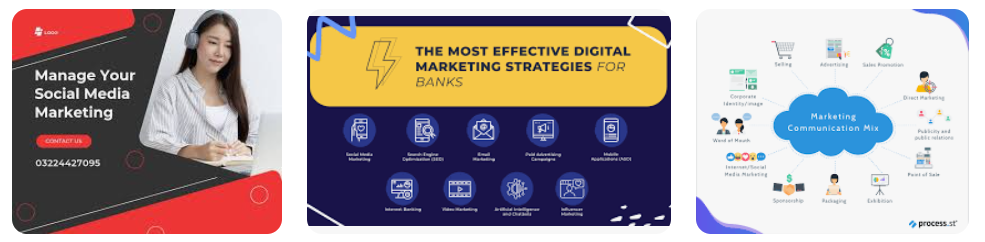 LOGO
Manage Your
Social Media
Marketing
CONTACT US
03224427095
THE MOST EFFECTIVE DIGITAL
MARKETING STRATEGIES FOR
BANKS
Social Media
Marketing
Search Engine
Optimization (SEO)
Email
Marketing
Paid Advertising
Campaigns
Mobile
Applications (ASO)
Internet Banking
Video Marketing
Artificial Intelligence
and Chatbots
Influencer
Marketing
Selling
Advertising
Sales Promotion
Corporate
Identity/Image
Direct Marketing
Marketing
Communication Mix
Word of Mouth
Publicity and
public relations
Internet/Social
Media Marketing
Point of Sale
Sponsorship
Packaging
Exhibition
process.st